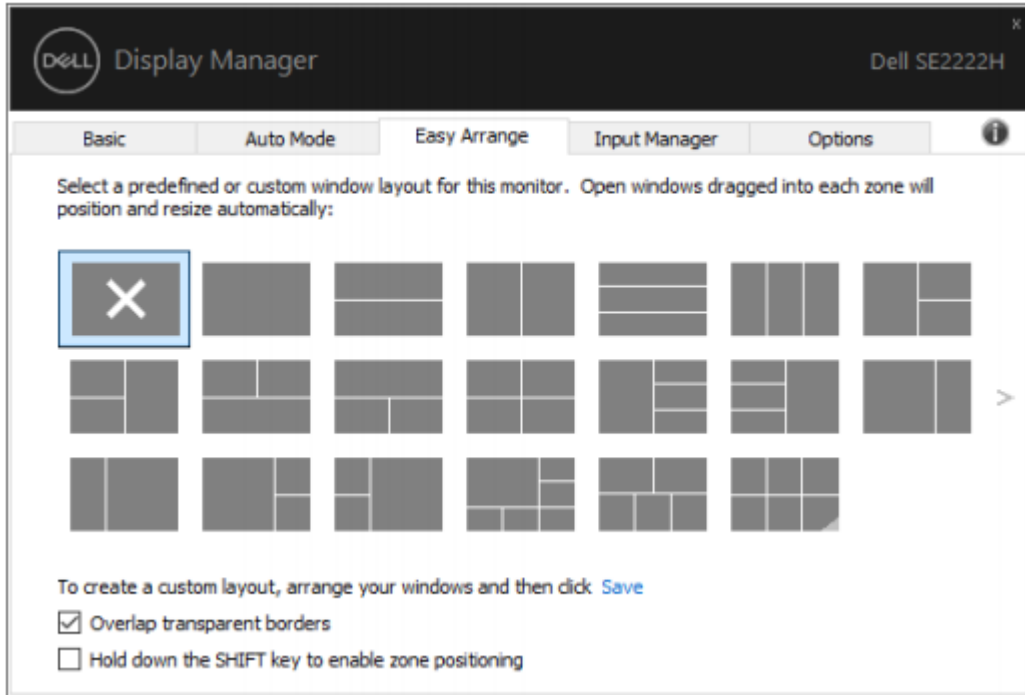 x
DELL Display Manager
Dell SE2222H
Basic Auto Mode Easy Arrange Input Manager Options
Select a predefined or custom window layout for this monitor. Open windows dragged into each zone will
position and resize automatically:
>
To create a custom layout, arrange your windows and then click Save
Overlap transparent borders
Hold down the SHIFT key to enable zone positioning